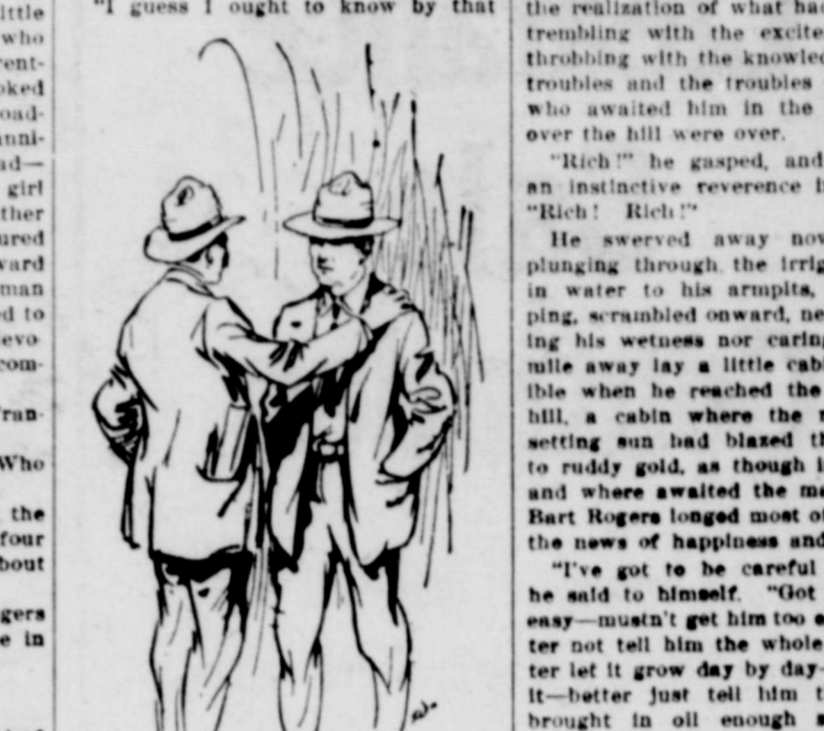 ittle
who
rent-
oked
oad-
nni-
ad—
girl
ther
ured
vard
man
d to
evo-
com-
ran-
Who
the
four
bout
gers
e in
"I guess I ought to know by that
the realization of what had
trembling with the excite
throbbing with the knowled
troubles and the troubles
who awaited him in the
over the hill were over.
"Rich!" he gasped, and
an instinctive reverence i
"Rich! Rich!"
He swerved away now
plunging through the irrig
in water to his armpits,
ping, scrambled onward, ne
ing his wetness nor caring
mile away lay a little cabi
ible when he reached the
hill, a cabin where the
setting sun had blazed th
to ruddy gold, as though i
and where awaited the ma
Bart Rogers longed most o
the news of happiness and
"I've got to be careful
he said to himself. "Got
easy—mustn't get him too e
ter not tell him the whole
ter let it grow day by day—
it—better just tell him t
brought in oil enough